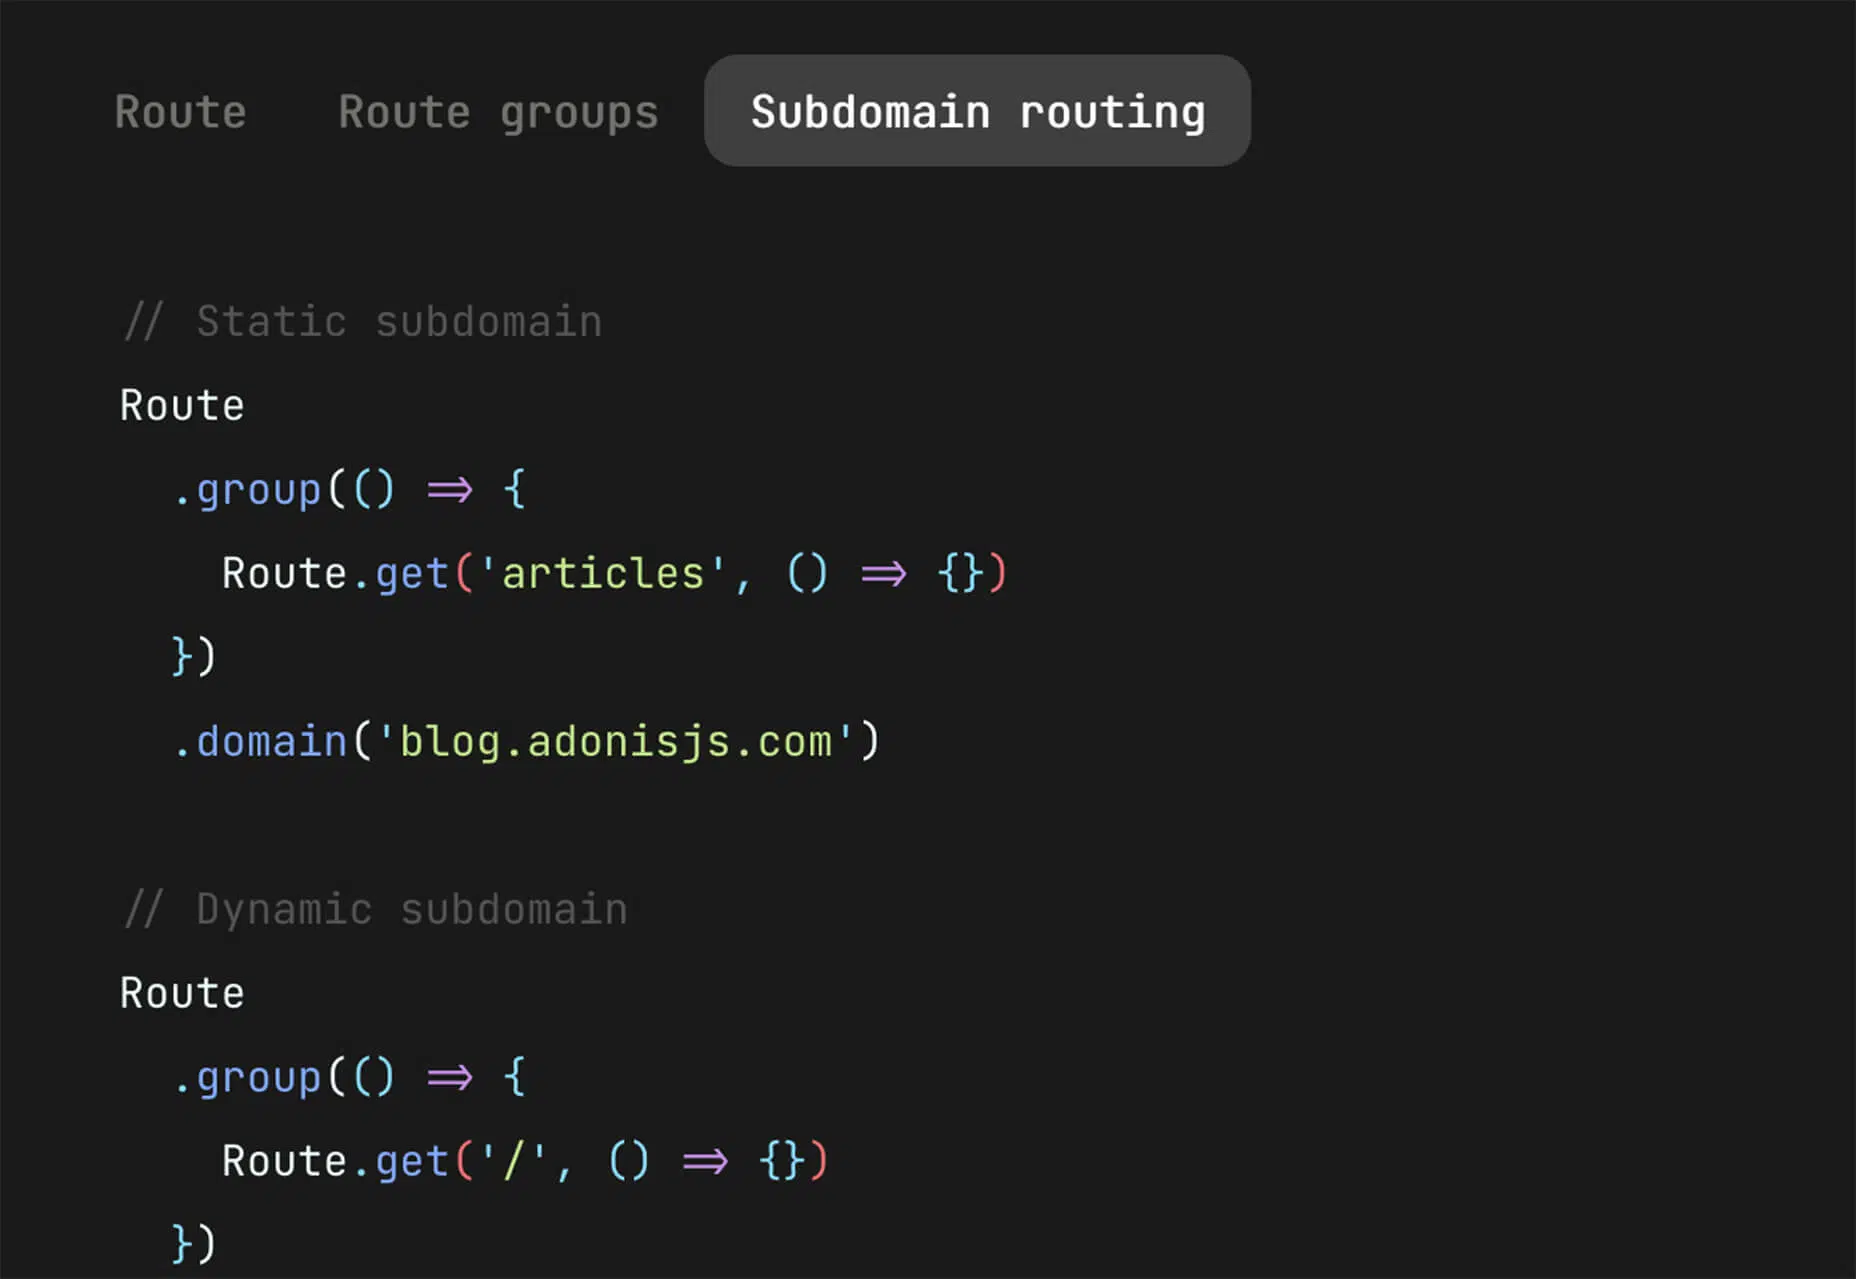 Route Route groups Subdomain routing
// Static subdomain
Route
  .group(() => {
    Route.get('articles', () => {})
  })
  .domain('blog.adonisjs.com')
// Dynamic subdomain
Route
  .group(() => {
    Route.get('/', () => {})
  })